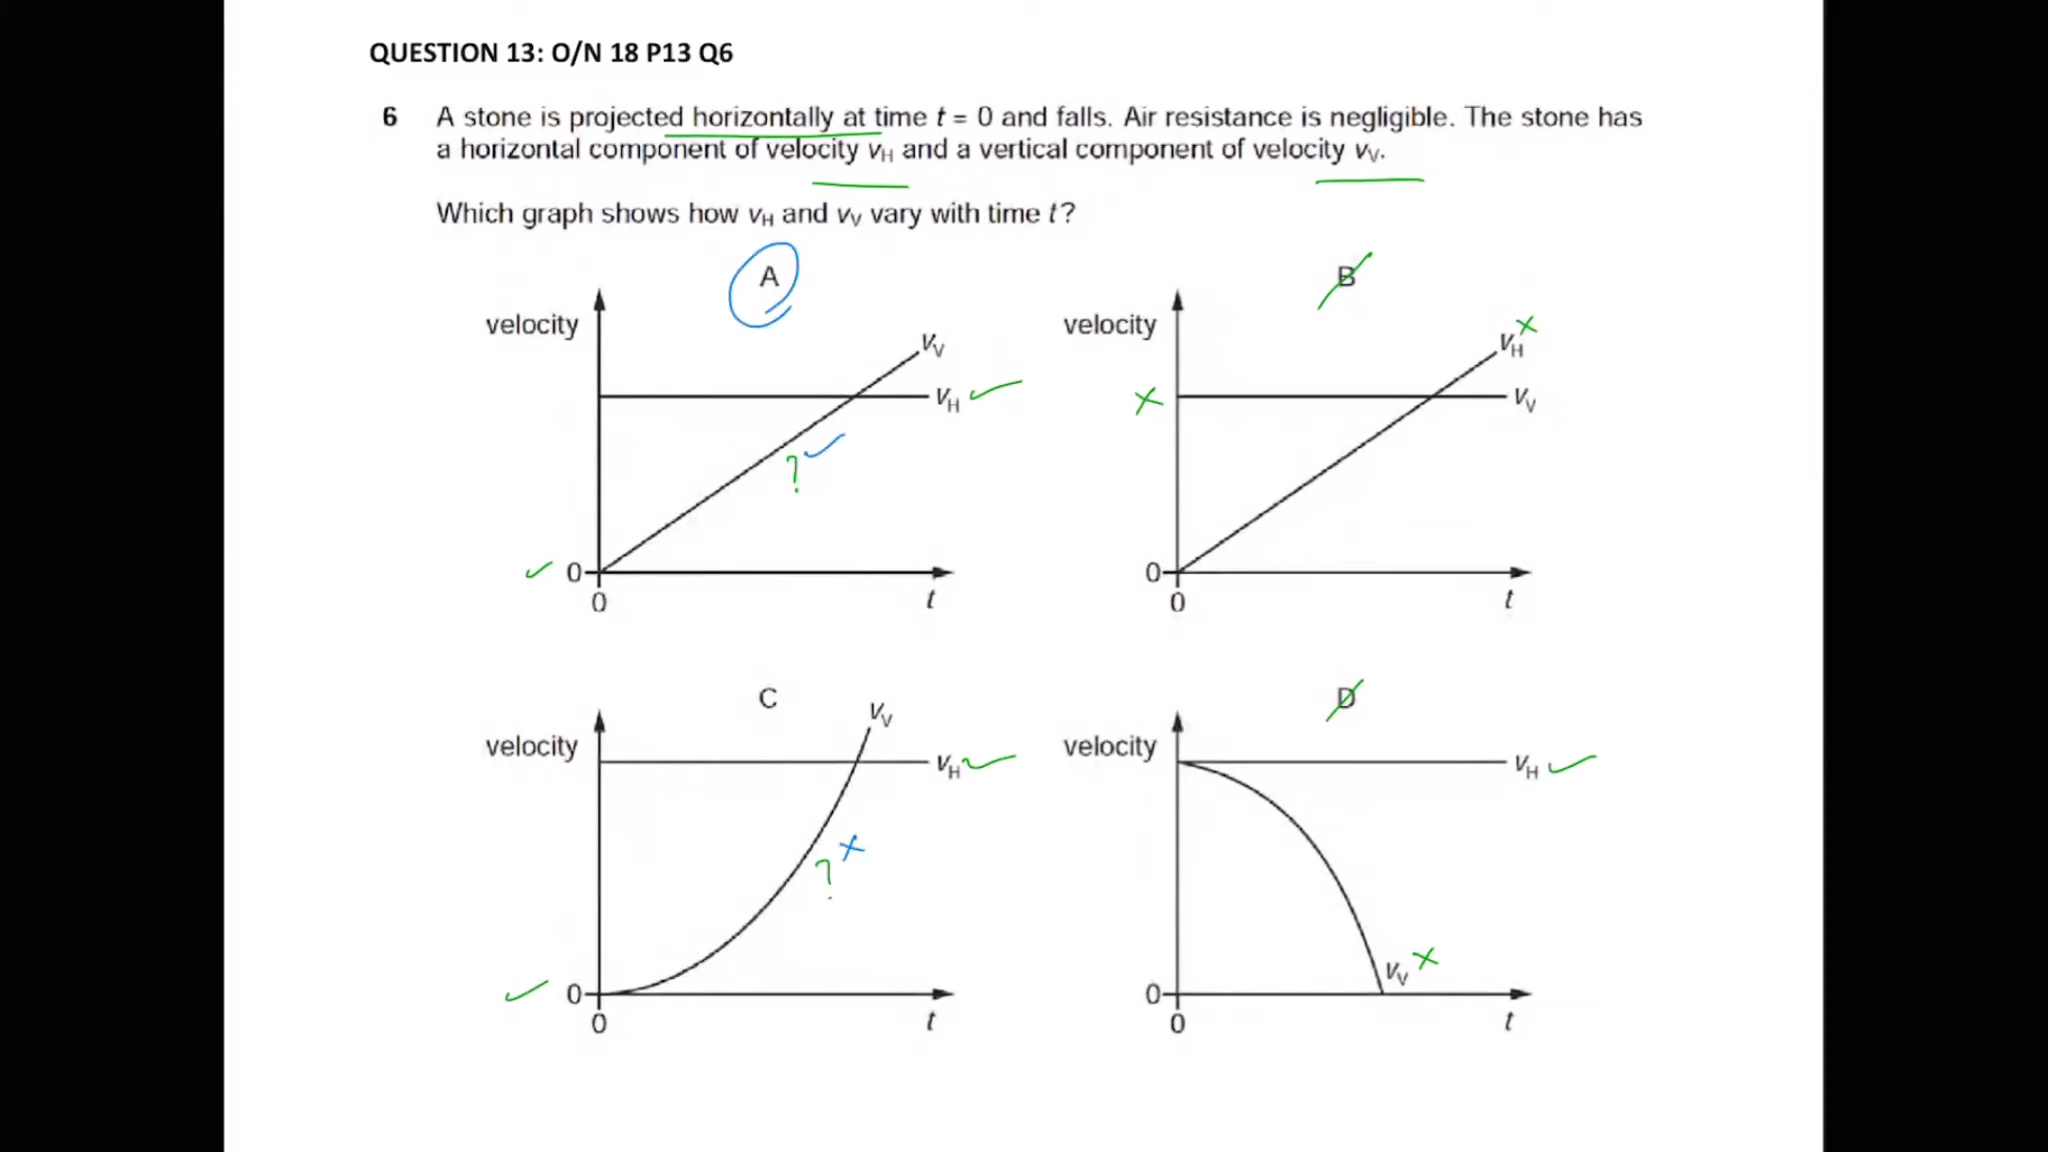 QUESTION 13: O/N 18 P13 Q6
6 A stone is projected horizontally at time t = 0 and falls. Air resistance is negligible. The stone has
a horizontal component of velocity vH and a vertical component of velocity vV.
Which graph shows how vH and vV vary with time t?
A
velocity
vV
vH
?
0
0
t
B
velocity
vH
vV
0
0
t
C
velocity
vV
vH
?
0
0
t
D
velocity
vH
vV
0
0
t